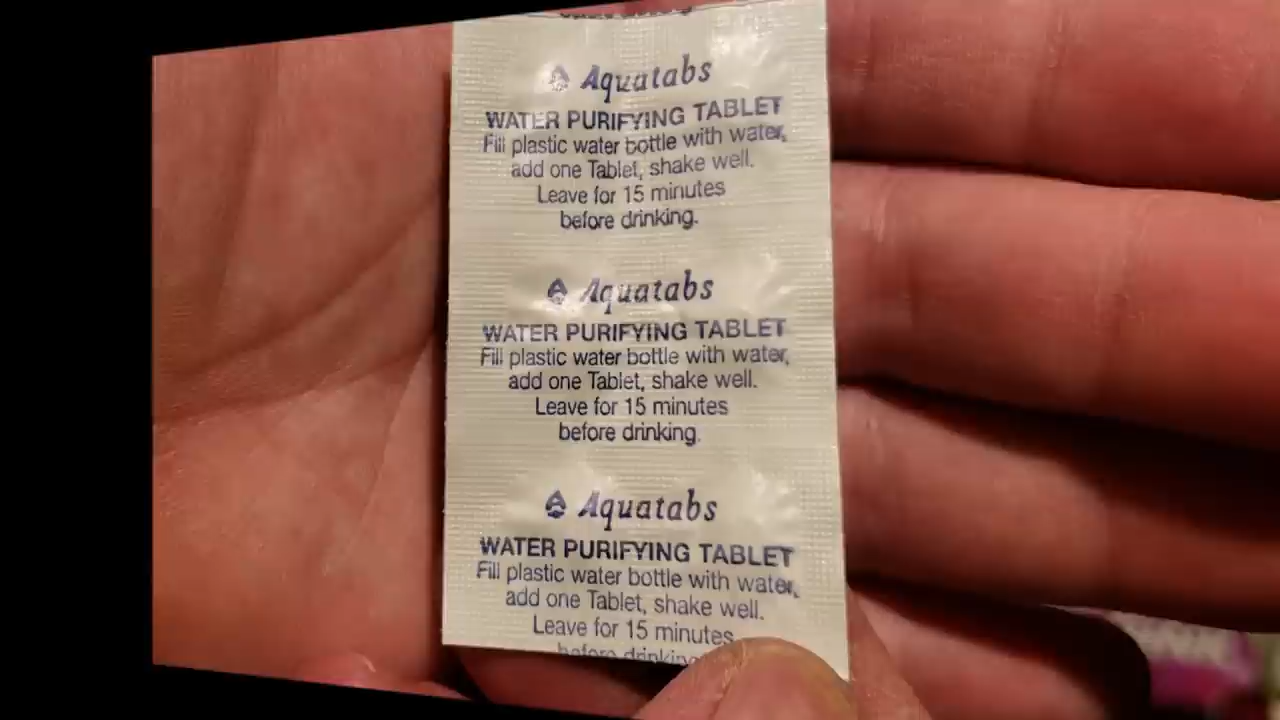 Aquatabs
WATER PURIFYING TABLET
Fill plastic water bottle with water,
add one Tablet, shake well.
Leave for 15 minutes
before drinking.
Aquatabs
WATER PURIFYING TABLET
Fill plastic water bottle with water,
add one Tablet, shake well.
Leave for 15 minutes
before drinking.
Aquatabs
WATER PURIFYING TABLET
Fill plastic water bottle with water,
add one Tablet, shake well.
Leave for 15 minutes
before drinking